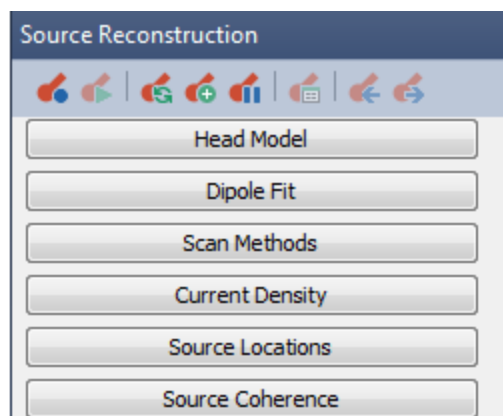 Source Reconstruction
Head Model
Dipole Fit
Scan Methods
Current Density
Source Locations
Source Coherence